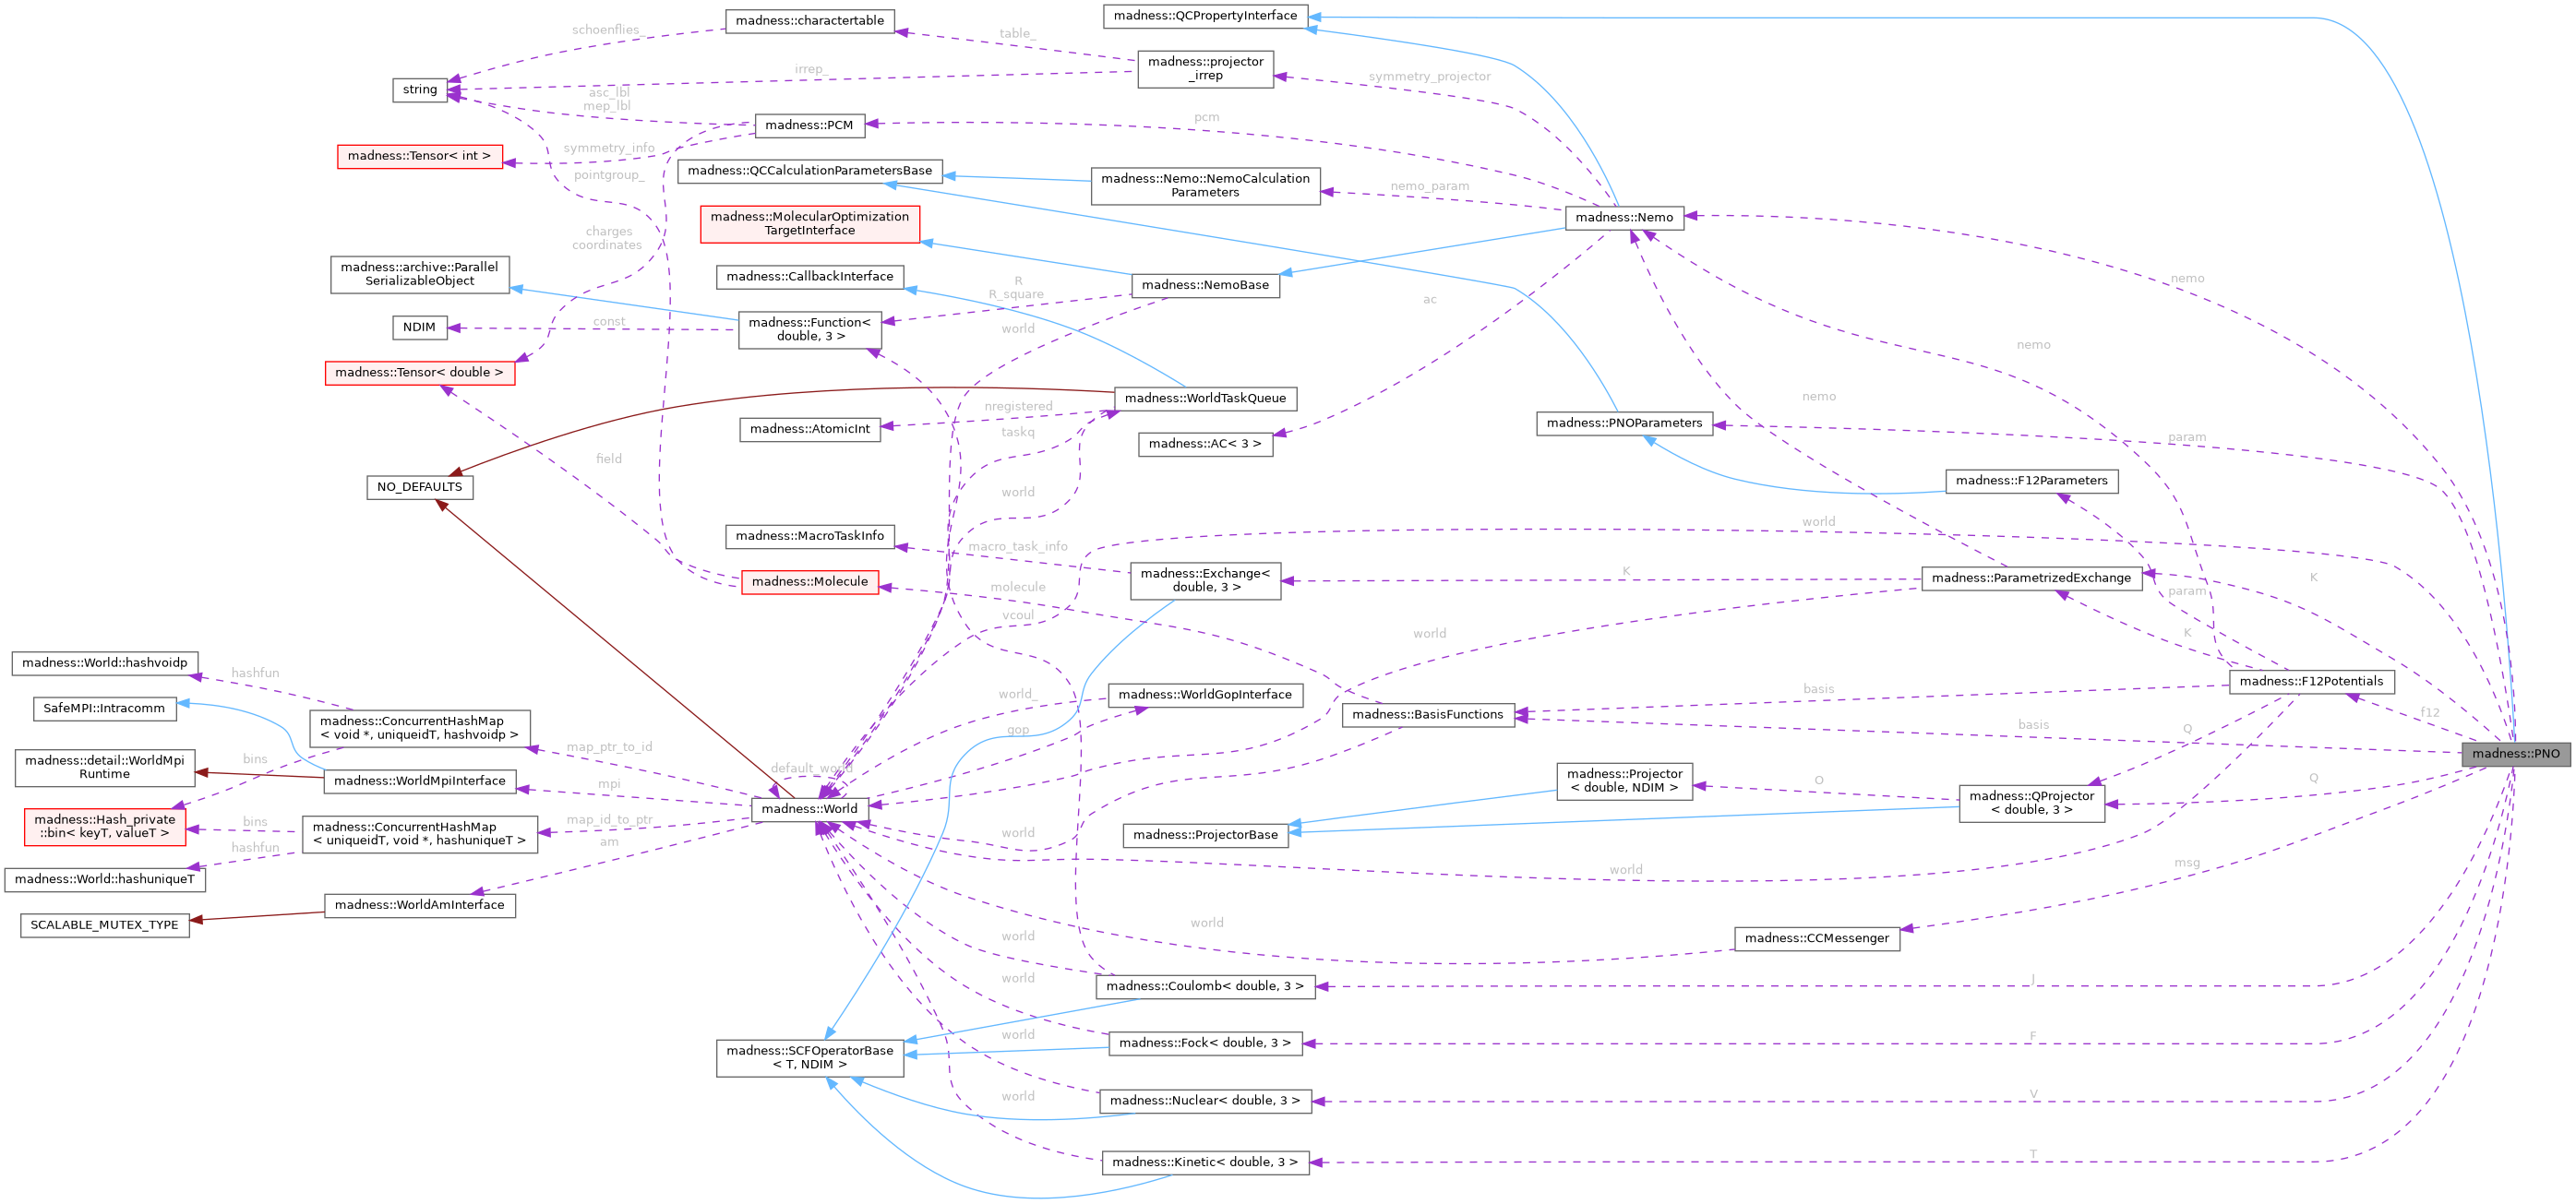 madness::QCPropertyInterface
madness::charactertable
schoenflies_
table_
madness::projector
_irrep
irrep_
symmetry_projector
string
asc_lbl
mep_lbl
madness::PCM
pcm
madness::Tensor< int >
symmetry_info
pointgroup_
madness::QCCalculationParametersBase
madness::Nemo::NemoCalculation
Parameters
nemo_param
madness::MolecularOptimization
TargetInterface
madness::Nemo
charges
coordinates
madness::archive::Parallel
SerializableObject
madness::CallbackInterface
madness::NemoBase
R
R_square
nemo
ac
NDIM
const
madness::Function<
double, 3 >
world
nemo
madness::Tensor< double >
madness::WorldTaskQueue
nemo
nregistered
madness::AtomicInt
taskq
madness::AC< 3 >
madness::PNOParameters
param
field
NO_DEFAULTS
world
madness::F12Parameters
madness::MacroTaskInfo
macro_task_info
world
madness::Molecule
molecule
madness::Exchange<
double, 3 >
K
madness::ParametrizedExchange
K
param
vcoul
world
K
madness::World::hashvoidp
hashfun
madness::F12Potentials
SafeMPI::Intracomm
madness::ConcurrentHashMap
< void *, uniqueidT, hashvoidp >
world_
madness::WorldGopInterface
basis
madness::BasisFunctions
f12
gop
basis
Q
madness::detail::WorldMpi
Runtime
bins
map_ptr_to_id
default_world
madness::PNO
madness::WorldMpiInterface
mpi
madness::Projector
< double, NDIM >
O
madness::QProjector
< double, 3 >
Q
madness::World
madness::Hash_private
::bin< keyT, valueT >
bins
madness::ConcurrentHashMap
< uniqueidT, void *, hashuniqueT >
map_id_to_ptr
am
world
madness::ProjectorBase
hashfun
madness::World::hashuniqueT
world
msg
madness::WorldAmInterface
SCALABLE_MUTEX_TYPE
world
world
madness::CCMessenger
world
madness::Coulomb< double, 3 >
J
world
madness::Fock< double, 3 >
F
madness::SCFOperatorBase
< T, NDIM >
world
madness::Nuclear< double, 3 >
V
madness::Kinetic< double, 3 >
T